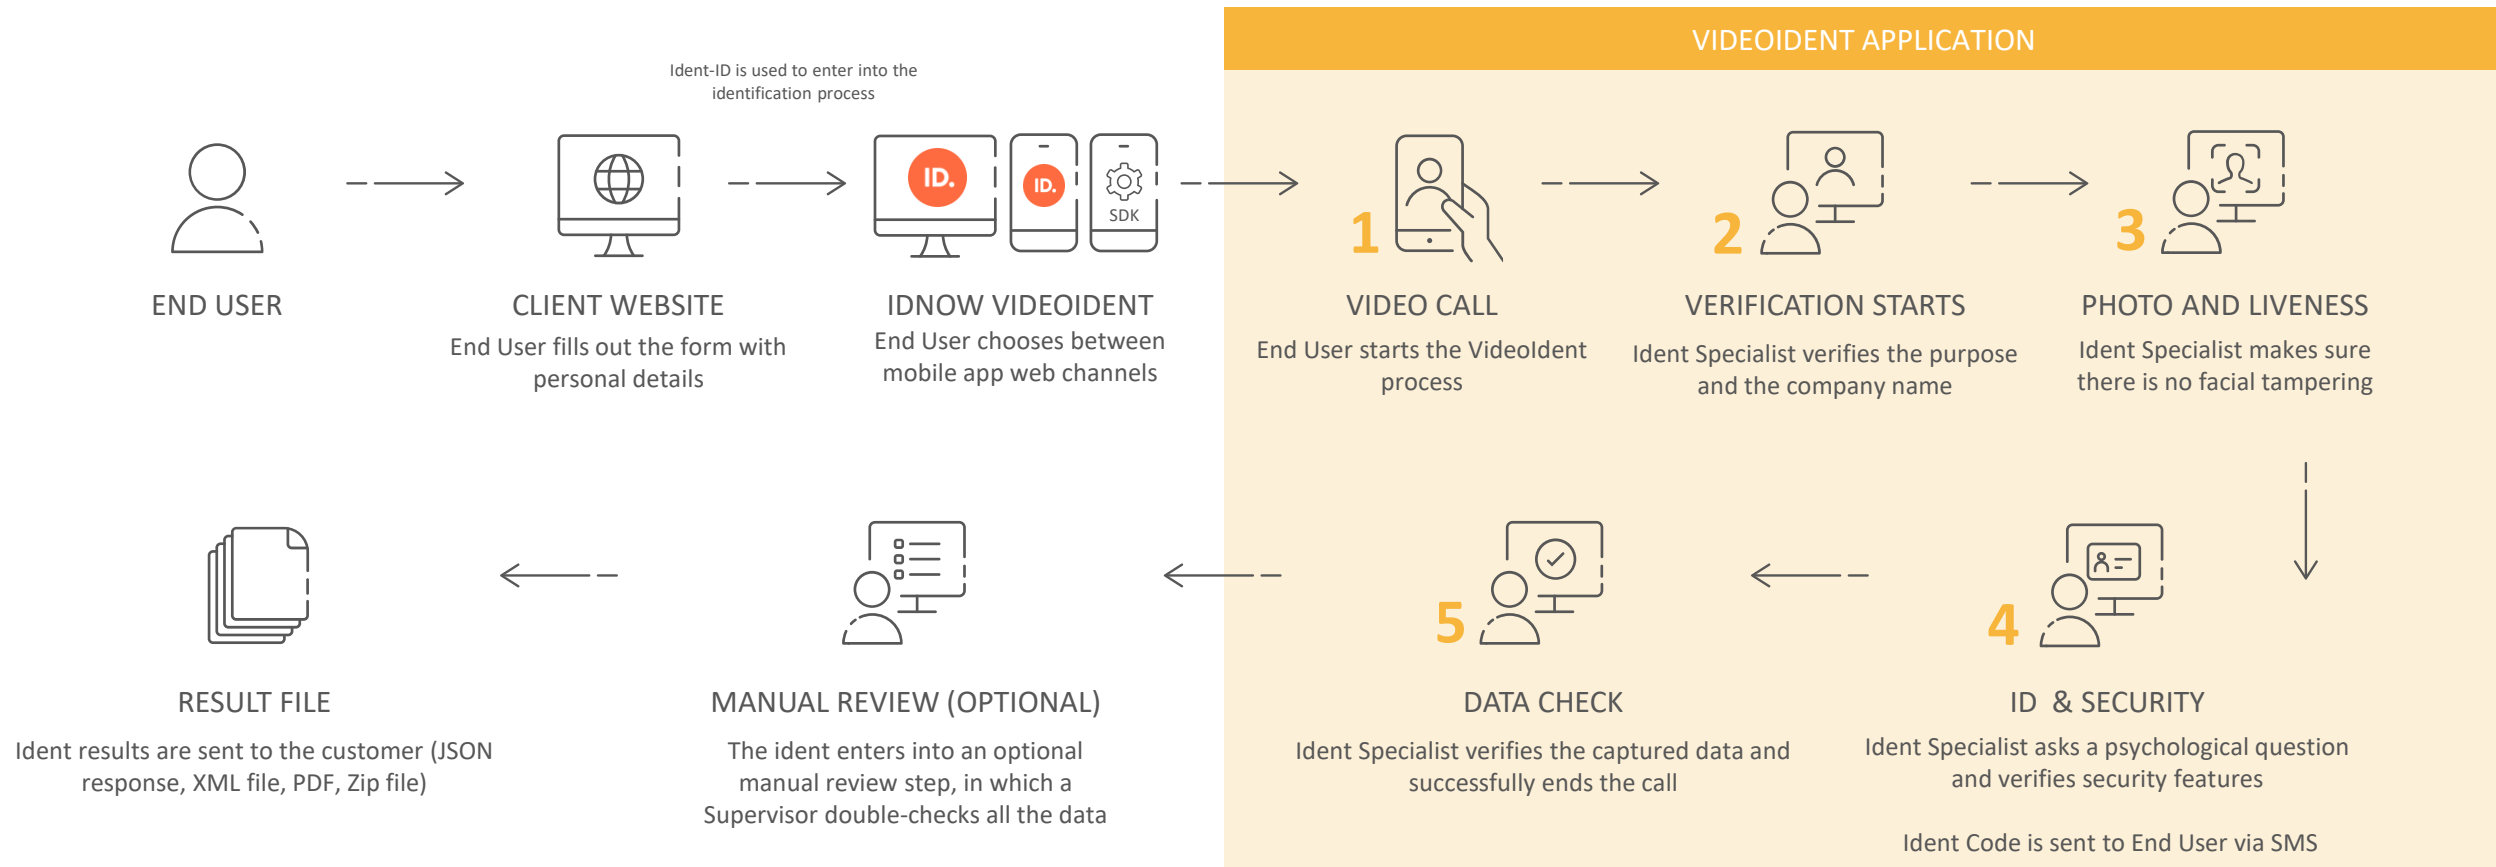 VIDEOIDENT APPLICATION
Ident-ID is used to enter into the
identification process
ID.
ID.
SDK
1
2
3
END USER
CLIENT WEBSITE
End User fills out the form with
personal details
IDNOW VIDEOIDENT
End User chooses between
mobile app web channels
VIDEO CALL
End User starts the VideoIdent
process
VERIFICATION STARTS
Ident Specialist verifies the purpose
and the company name
PHOTO AND LIVENESS
Ident Specialist makes sure
there is no facial tampering
4
ID & SECURITY
Ident Specialist asks a psychological question
and verifies security features
Ident Code is sent to End User via SMS
5
DATA CHECK
Ident Specialist verifies the captured data and
successfully ends the call
MANUAL REVIEW (OPTIONAL)
The ident enters into an optional
manual review step, in which a
Supervisor double-checks all the data
RESULT FILE
Ident results are sent to the customer (JSON
response, XML file, PDF, Zip file)